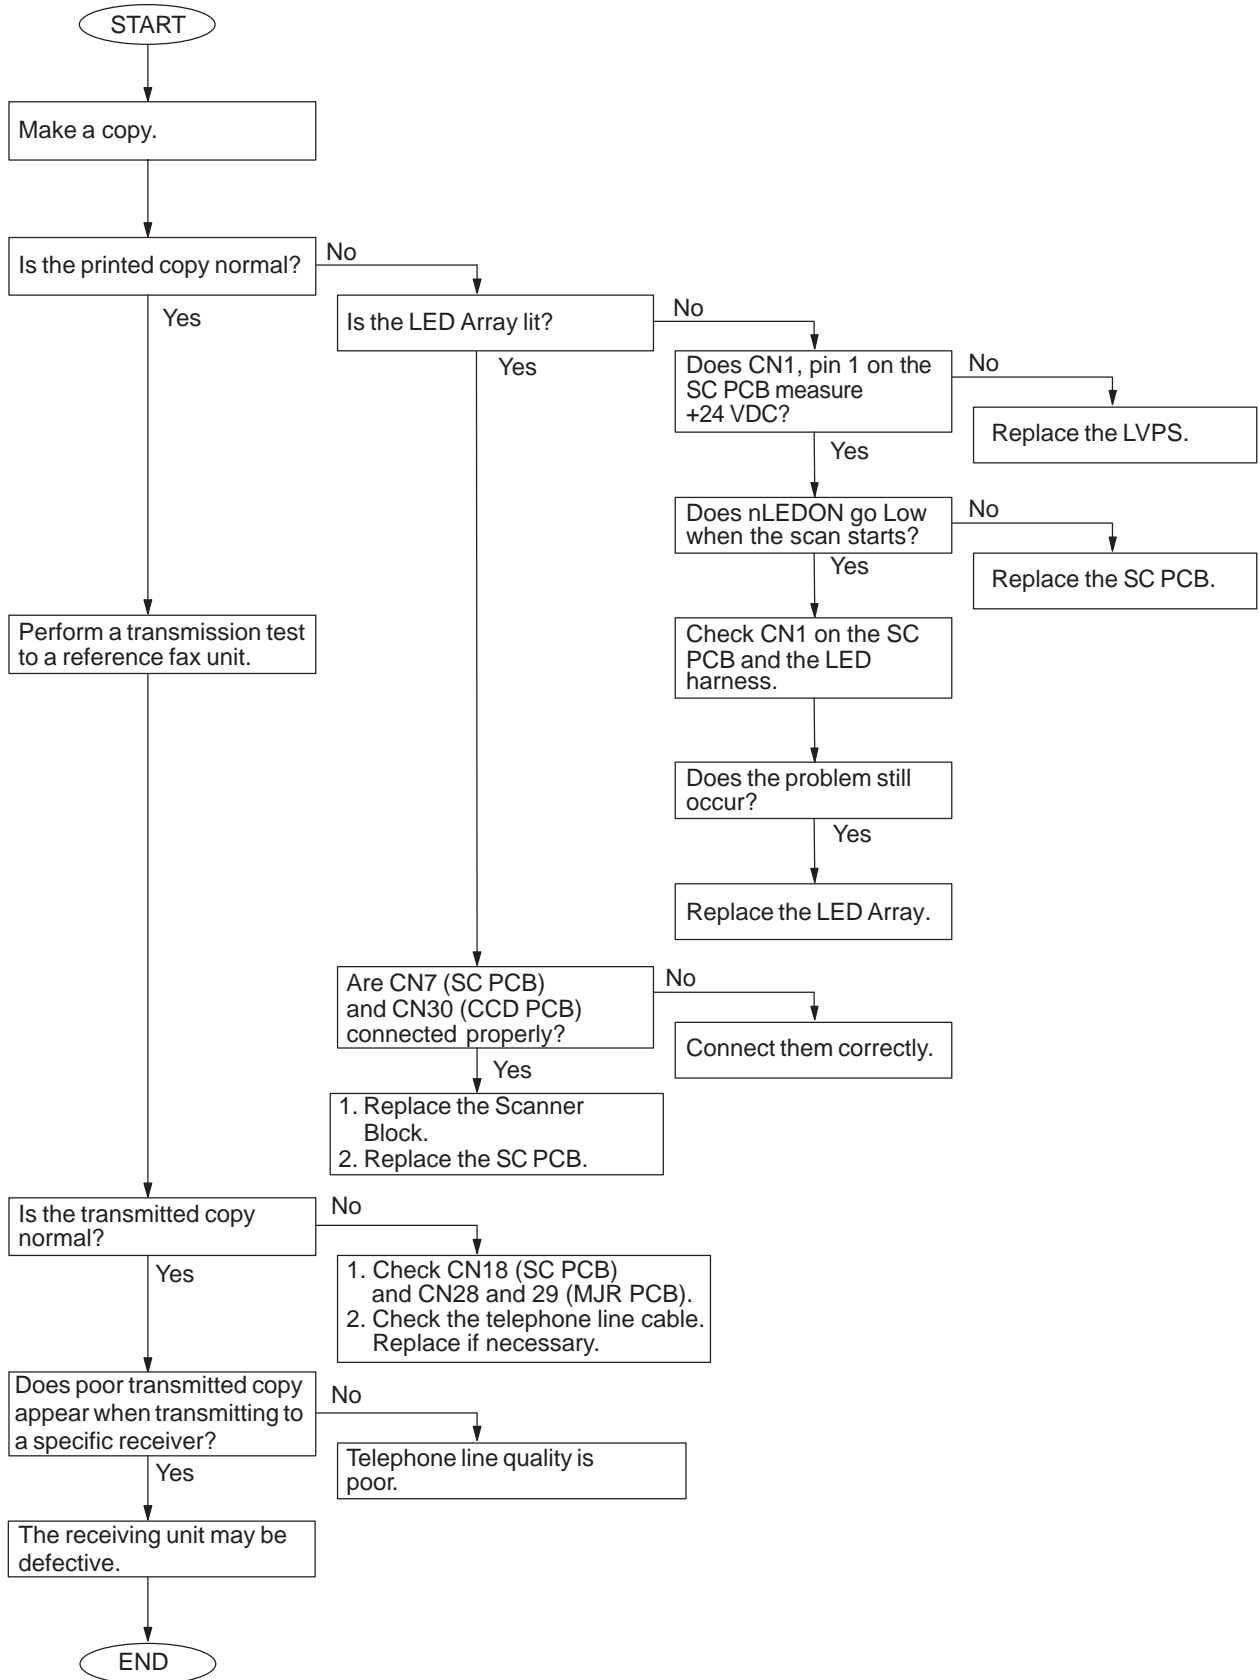 START
Make a copy.
Is the printed copy normal?
No
Yes
Is the LED Array lit?
No
Yes
Does CN1, pin 1 on the
SC PCB measure
+24 VDC?
No
Replace the LVPS.
Yes
Does nLEDON go Low
when the scan starts?
No
Replace the SC PCB.
Yes
Check CN1 on the SC
PCB and the LED
harness.
Does the problem still
occur?
Yes
Replace the LED Array.
Perform a transmission test
to a reference fax unit.
Are CN7 (SC PCB)
and CN30 (CCD PCB)
connected properly?
No
Connect them correctly.
Yes
1. Replace the Scanner
Block.
2. Replace the SC PCB.
Is the transmitted copy
normal?
No
1. Check CN18 (SC PCB)
and CN28 and 29 (MJR PCB).
2. Check the telephone line cable.
Replace if necessary.
Yes
Does poor transmitted copy
appear when transmitting to
a specific receiver?
No
Telephone line quality is
poor.
Yes
The receiving unit may be
defective.
END